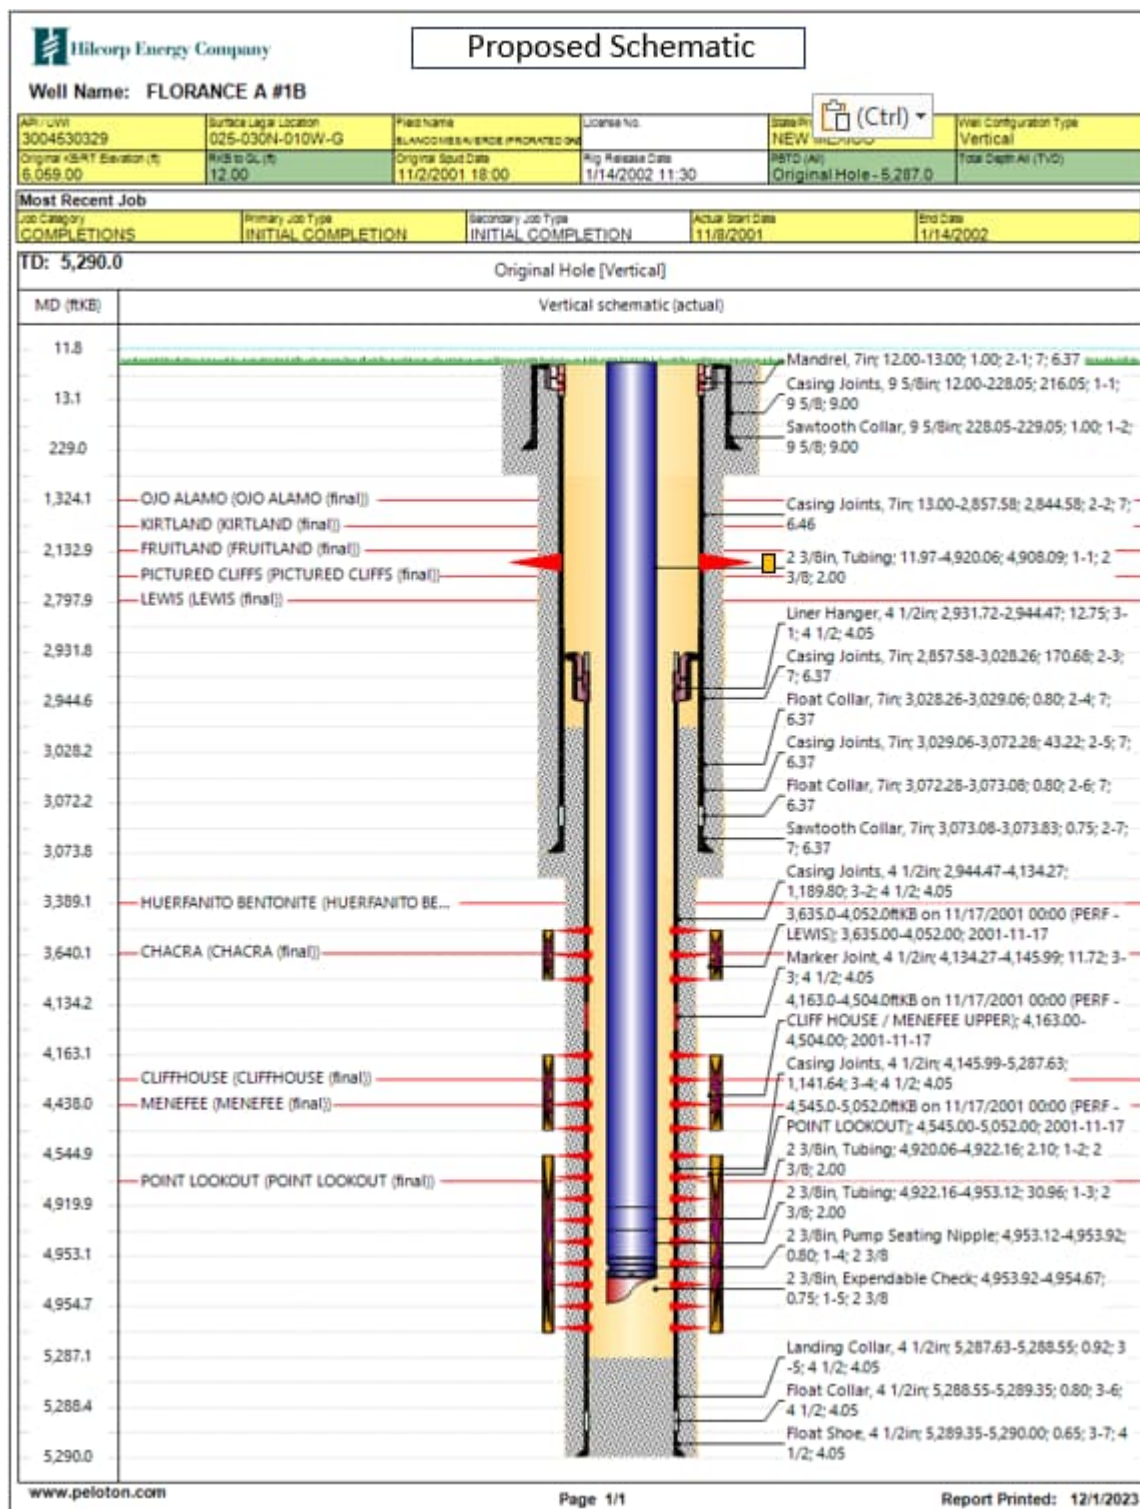 Hilcorp Energy Company
Proposed Schematic
Well Name: FLORANCE A #1B
(Ctrl)
API / UWI
3004530329
Surface Legal Location
025-030N-010W-G
Field Name
License No.
NEW MEXICO
Well Configuration Type
Vertical
Original KB/RT Elevation (ft)
6,059.00
RKB to GL (ft)
12.00
Original Spud Date
11/2/2001 18:00
Rig Release Date
1/14/2002 11:30
PBTD (All)
Original Hole - 5,287.0
Total Depth All (TVD)
Most Recent Job
Job Category
COMPLETIONS
Primary Job Type
INITIAL COMPLETION
Secondary Job Type
INITIAL COMPLETION
Actual Start Date
11/8/2001
End Date
1/14/2002
TD: 5,290.0
Original Hole [Vertical]
MD (ftKB)
Vertical schematic (actual)
11.8
13.1
229.0
1,324.1
2,132.9
2,797.9
2,931.8
2,944.6
3,028.2
3,072.2
3,073.8
3,389.1
3,640.1
4,134.2
4,163.1
4,438.0
4,544.9
4,919.9
4,953.1
4,954.7
5,287.1
5,288.4
5,290.0
OJO ALAMO (OJO ALAMO (final))
KIRTLAND (KIRTLAND (final))
FRUITLAND (FRUITLAND (final))
PICTURED CLIFFS (PICTURED CLIFFS (final))
LEWIS (LEWIS (final))
HUERFANITO BENTONITE (HUERFANITO BE...
CHACRA (CHACRA (final))
CLIFFHOUSE (CLIFFHOUSE (final))
MENEFEE (MENEFEE (final))
POINT LOOKOUT (POINT LOOKOUT (final))
Mandrel, 7in; 12.00-13.00; 1.00; 2-1; 7; 6.37
Casing Joints, 9 5/8in; 12.00-228.05; 216.05; 1-1;
9 5/8; 9.00
Sawtooth Collar, 9 5/8in; 228.05-229.05; 1.00; 1-2;
9 5/8; 9.00
Casing Joints, 7in; 13.00-2,857.58; 2,844.58; 2-2; 7;
6.46
2 3/8in, Tubing; 11.97-4,920.06; 4,908.09; 1-1; 2
3/8; 2.00
Liner Hanger, 4 1/2in; 2,931.72-2,944.47; 12.75; 3-
1; 4 1/2; 4.05
Casing Joints, 7in; 2,857.58-3,028.26; 170.68; 2-3;
7; 6.37
Float Collar, 7in; 3,028.26-3,029.06; 0.80; 2-4; 7;
6.37
Casing Joints, 7in; 3,029.06-3,072.28; 43.22; 2-5; 7;
6.37
Float Collar, 7in; 3,072.28-3,073.08; 0.80; 2-6; 7;
6.37
Sawtooth Collar, 7in; 3,073.08-3,073.83; 0.75; 2-7;
7; 6.37
Casing Joints, 4 1/2in; 2,944.47-4,134.27;
1,189.80; 3-2; 4 1/2; 4.05
3,635.0-4,052.0ftKB on 11/17/2001 00:00 (PERF -
LEWIS); 3,635.00-4,052.00; 2001-11-17
Marker Joint, 4 1/2in; 4,134.27-4,145.99; 11.72; 3-
3; 4 1/2; 4.05
4,163.0-4,504.0ftKB on 11/17/2001 00:00 (PERF -
CLIFF HOUSE / MENEFEE UPPER); 4,163.00-
4,504.00; 2001-11-17
Casing Joints, 4 1/2in; 4,145.99-5,287.63;
1,141.64; 3-4; 4 1/2; 4.05
4,545.0-5,052.0ftKB on 11/17/2001 00:00 (PERF -
POINT LOOKOUT); 4,545.00-5,052.00; 2001-11-17
2 3/8in, Tubing; 4,920.06-4,922.16; 2.10; 1-2; 2
3/8; 2.00
2 3/8in, Tubing; 4,922.16-4,953.12; 30.96; 1-3; 2
3/8; 2.00
2 3/8in, Pump Seating Nipple; 4,953.12-4,953.92;
0.80; 1-4; 2 3/8
2 3/8in, Expendable Check; 4,953.92-4,954.67;
0.75; 1-5; 2 3/8
Landing Collar, 4 1/2in; 5,287.63-5,288.55; 0.92; 3
-5; 4 1/2; 4.05
Float Collar, 4 1/2in; 5,288.55-5,289.35; 0.80; 3-6;
4 1/2; 4.05
Float Shoe, 4 1/2in; 5,289.35-5,290.00; 0.65; 3-7; 4
1/2; 4.05
www.peloton.com
Page 1/1
Report Printed: 12/1/2023